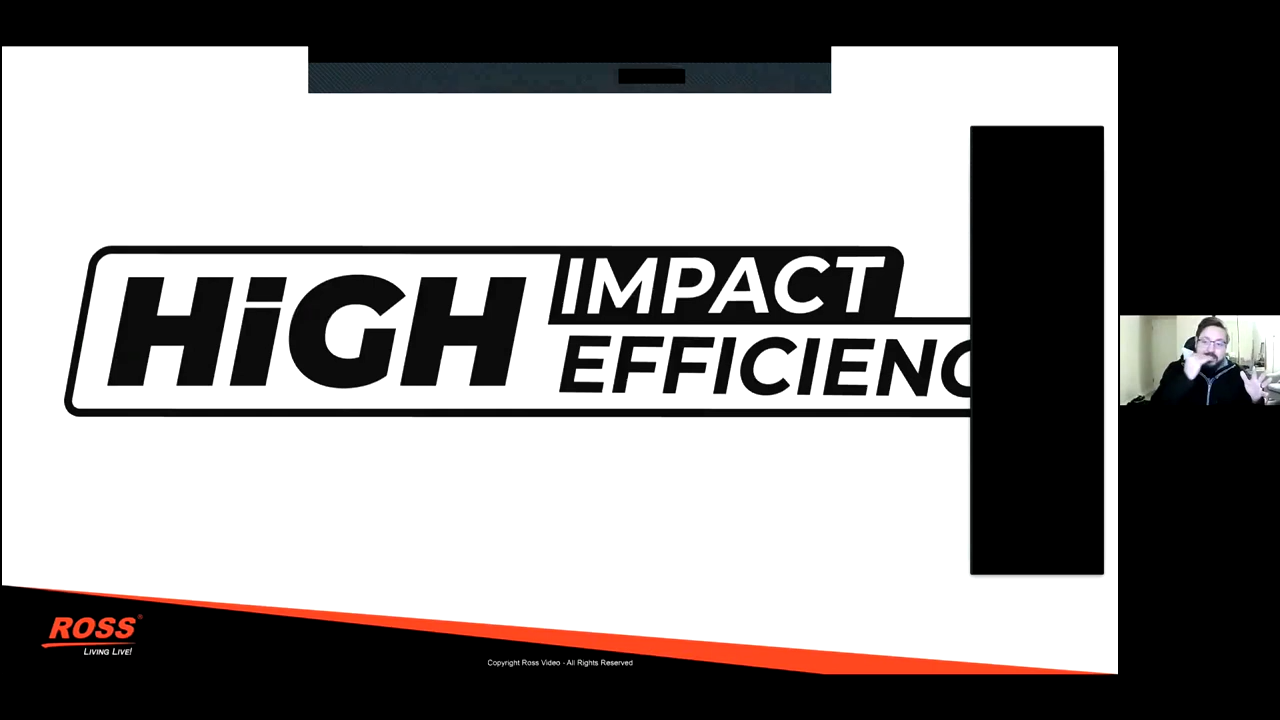 HiGH
IMPACT
EFFICIENC
ROSS®
LIVING LIVE!
Copyright Ross Video - All Rights Reserved